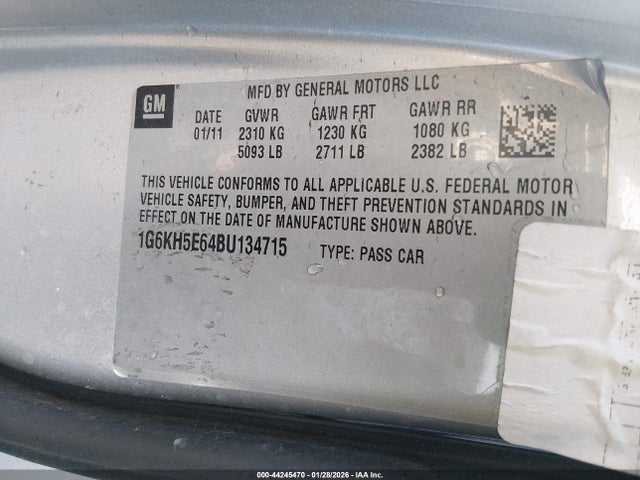 MFD BY GENERAL MOTORS LLC
GM
DATE GVWR GAWR FRT GAWR RR
01/11 2310 KG 1230 KG 1080 KG
5093 LB 2711 LB 2382 LB
THIS VEHICLE CONFORMS TO ALL APPLICABLE U.S. FEDERAL MOTOR
VEHICLE SAFETY, BUMPER, AND THEFT PREVENTION STANDARDS IN
EFFECT ON THE DATE OF MANUFACTURE SHOWN ABOVE.
1G6KH5E64BU134715 TYPE: PASS CAR
000-44245470 | 01/28/2026 - IAA Inc.